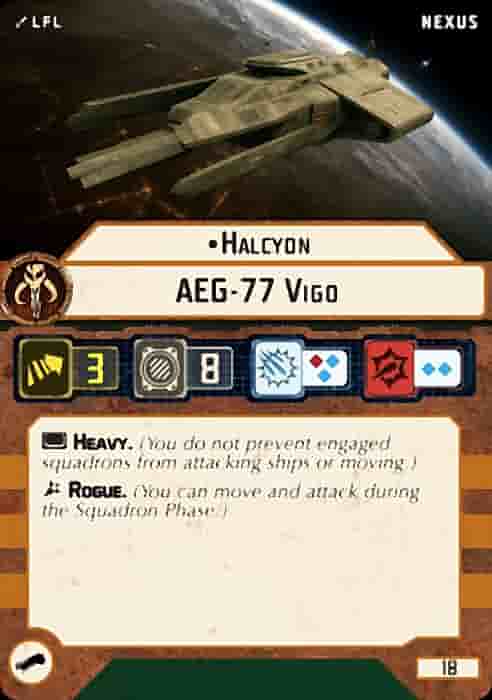 LFL
NEXUS
•HALCYON
AEG-77 VIGO
3
8
HEAVY. (You do not prevent engaged
squadrons from attacking ships or moving.)
ROGUE. (You can move and attack during
the Squadron Phase.)
18